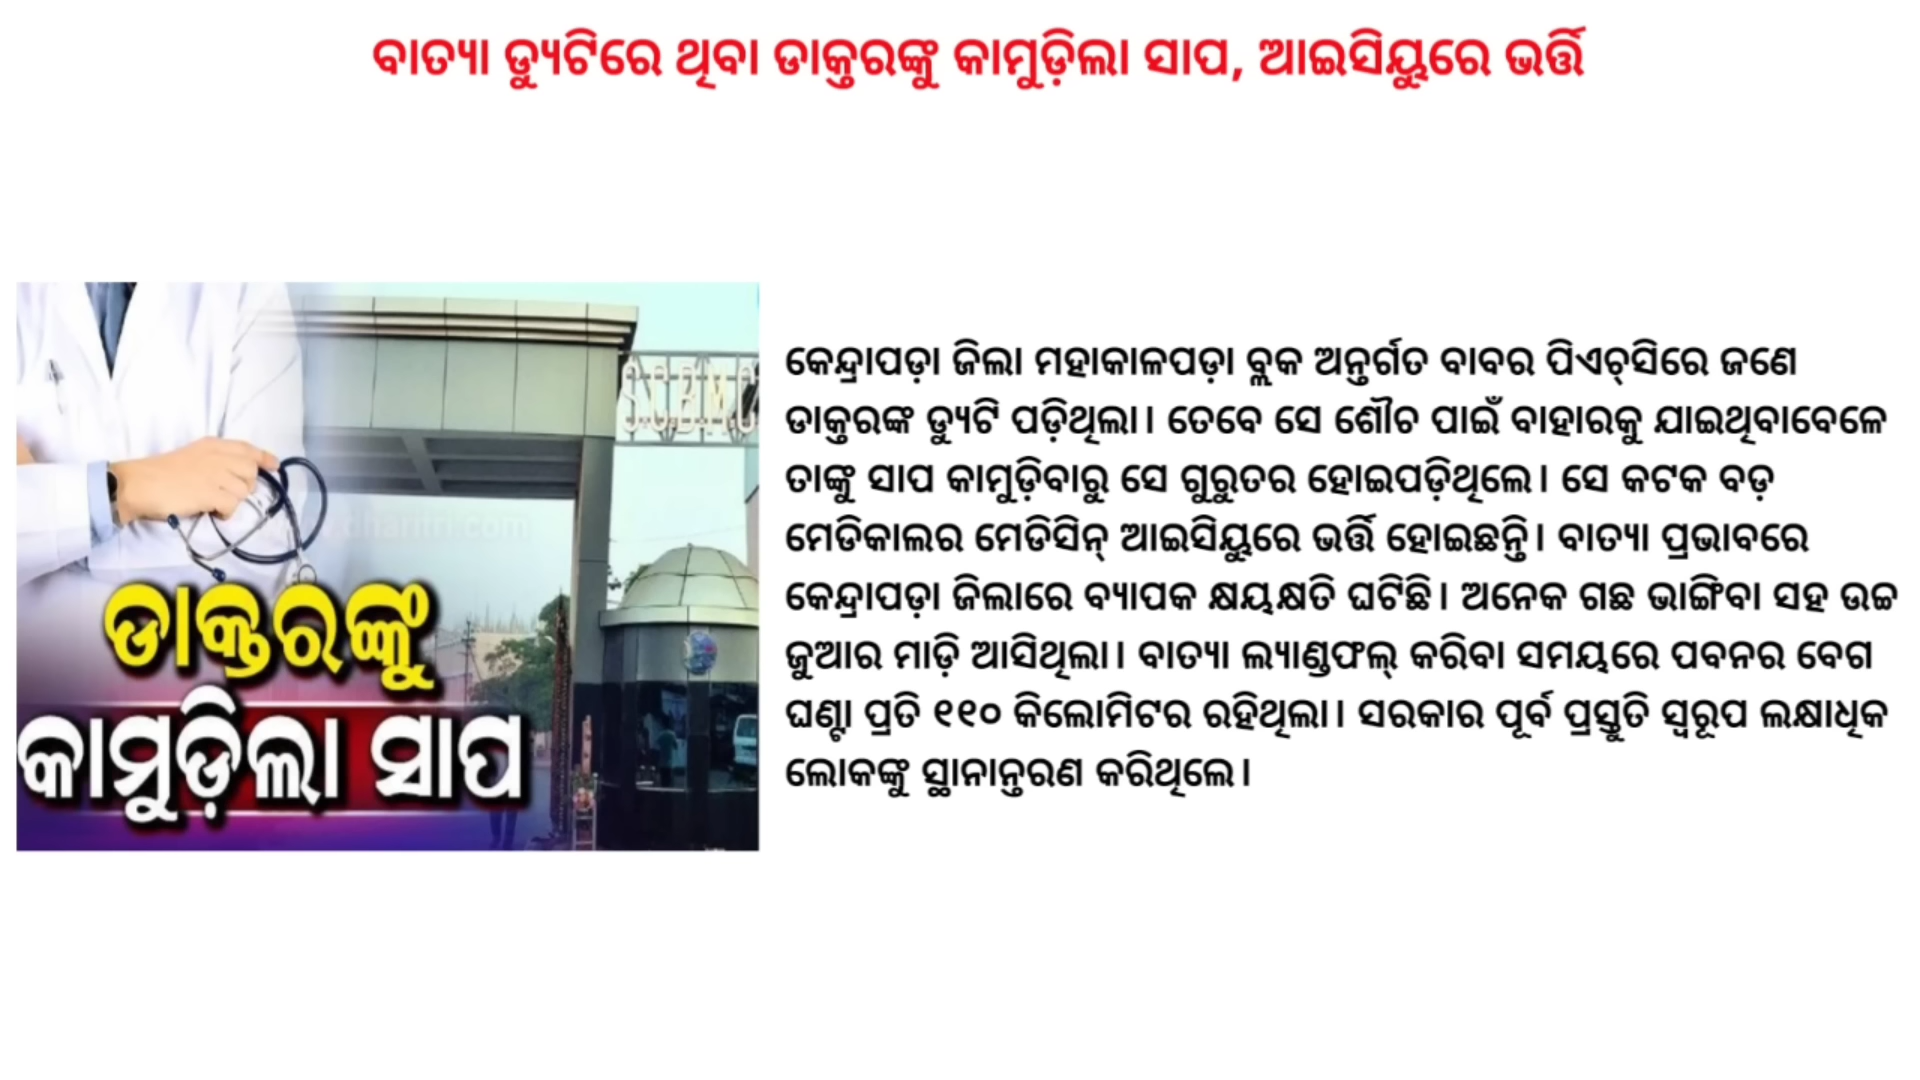 ବାତ୍ୟା ଡ୍ୟୁଟିରେ ଥିବା ଡାକ୍ତରଙ୍କୁ କାମୁଡ଼ିଲା ସାପ, ଆଇସିୟୁରେ ଭର୍ତ୍ତି
S.C.B.M.C
ଡାକ୍ତରଙ୍କୁ
କାମୁଡ଼ିଲା ସାପ
କେନ୍ଦ୍ରାପଡ଼ା ଜିଲା ମହାକାଳପଡ଼ା ବ୍ଲକ ଅନ୍ତର୍ଗତ ବାବର ପିଏଚ୍‌ସିରେ ଜଣେ
ଡାକ୍ତରଙ୍କ ଡ୍ୟୁଟି ପଡ଼ିଥିଲା । ତେବେ ସେ ଶୌଚ ପାଇଁ ବାହାରକୁ ଯାଇଥିବାବେଳେ
ତାଙ୍କୁ ସାପ କାମୁଡ଼ିବାରୁ ସେ ଗୁରୁତର ହୋଇପଡ଼ିଥିଲେ । ସେ କଟକ ବଡ଼
ମେଡିକାଲର ମେଡିସିନ୍ ଆଇସିୟୁରେ ଭର୍ତ୍ତି ହୋଇଛନ୍ତି । ବାତ୍ୟା ପ୍ରଭାବରେ
କେନ୍ଦ୍ରାପଡ଼ା ଜିଲାରେ ବ୍ୟାପକ କ୍ଷୟକ୍ଷତି ଘଟିଛି । ଅନେକ ଗଛ ଭାଙ୍ଗିବା ସହ ଉଚ୍ଚ
ଜୁଆର ମାଡ଼ି ଆସିଥିଲା । ବାତ୍ୟା ଲ୍ୟାଣ୍ଡଫଲ୍ କରିବା ସମୟରେ ପବନର ବେଗ
ଘଣ୍ଟା ପ୍ରତି ୧୧୦ କିଲୋମିଟର ରହିଥିଲା । ସରକାର ପୂର୍ବ ପ୍ରସ୍ତୁତି ସ୍ୱରୂପ ଲକ୍ଷାଧିକ
ଲୋକଙ୍କୁ ସ୍ଥାନାନ୍ତରଣ କରିଥିଲେ ।